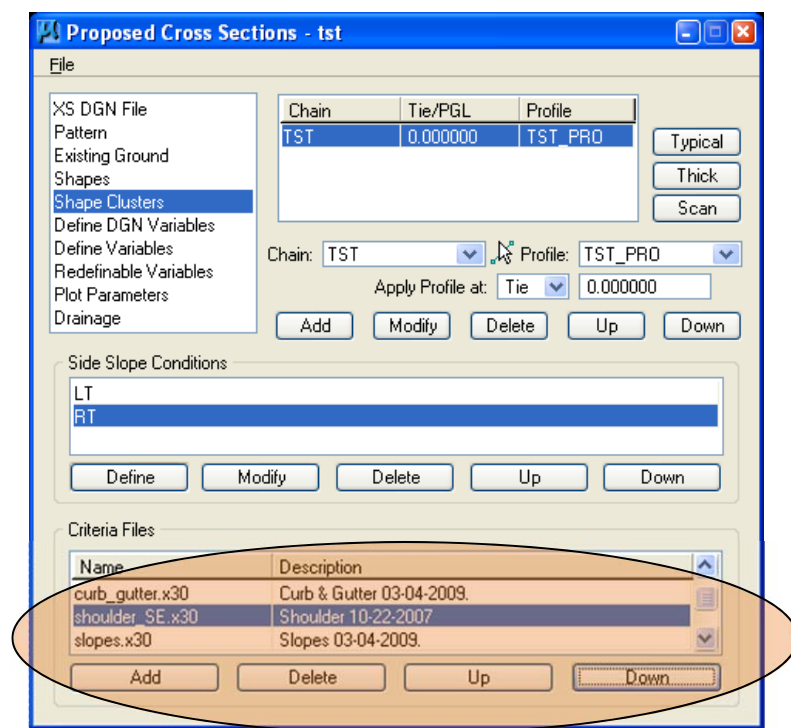 Proposed Cross Sections - tst
File
XS DGN File
Pattern
Existing Ground
Shapes
Shape Clusters
Define DGN Variables
Define Variables
Redefinable Variables
Plot Parameters
Drainage
Chain Tie/PGL Profile
TST 0.000000 TST_PRO
Typical
Thick
Scan
Chain: TST Profile: TST_PRO
Apply Profile at: Tie 0.000000
Add Modify Delete Up Down
Side Slope Conditions
LT
RT
Define Modify Delete Up Down
Criteria Files
Name Description
curb_gutter.x30 Curb & Gutter 03-04-2009.
shoulder_SE.x30 Shoulder 10-22-2007
slopes.x30 Slopes 03-04-2009.
Add Delete Up Down